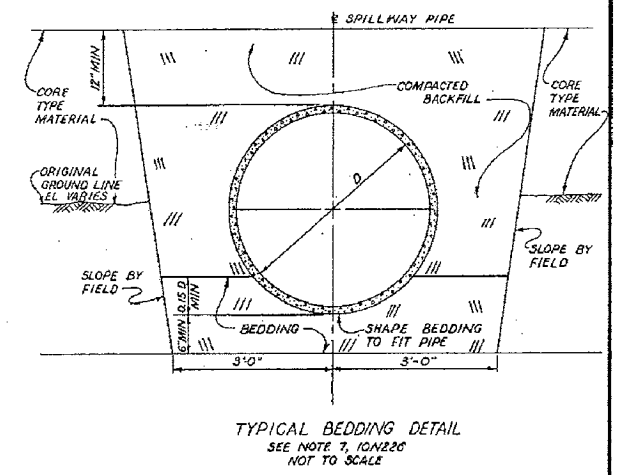 ℄ SPILLWAY PIPE
12" MIN
CORE
TYPE
MATERIAL
COMPACTED
BACKFILL
CORE
TYPE
MATERIAL
ORIGINAL
GROUND LINE
EL VARIES
D
SLOPE BY
FIELD
SLOPE BY
FIELD
0.15 D
MIN
6" MIN
BEDDING
SHAPE BEDDING
TO FIT PIPE
3'-0"
3'-0"
TYPICAL BEDDING DETAIL
SEE NOTE 7, 10N226
NOT TO SCALE